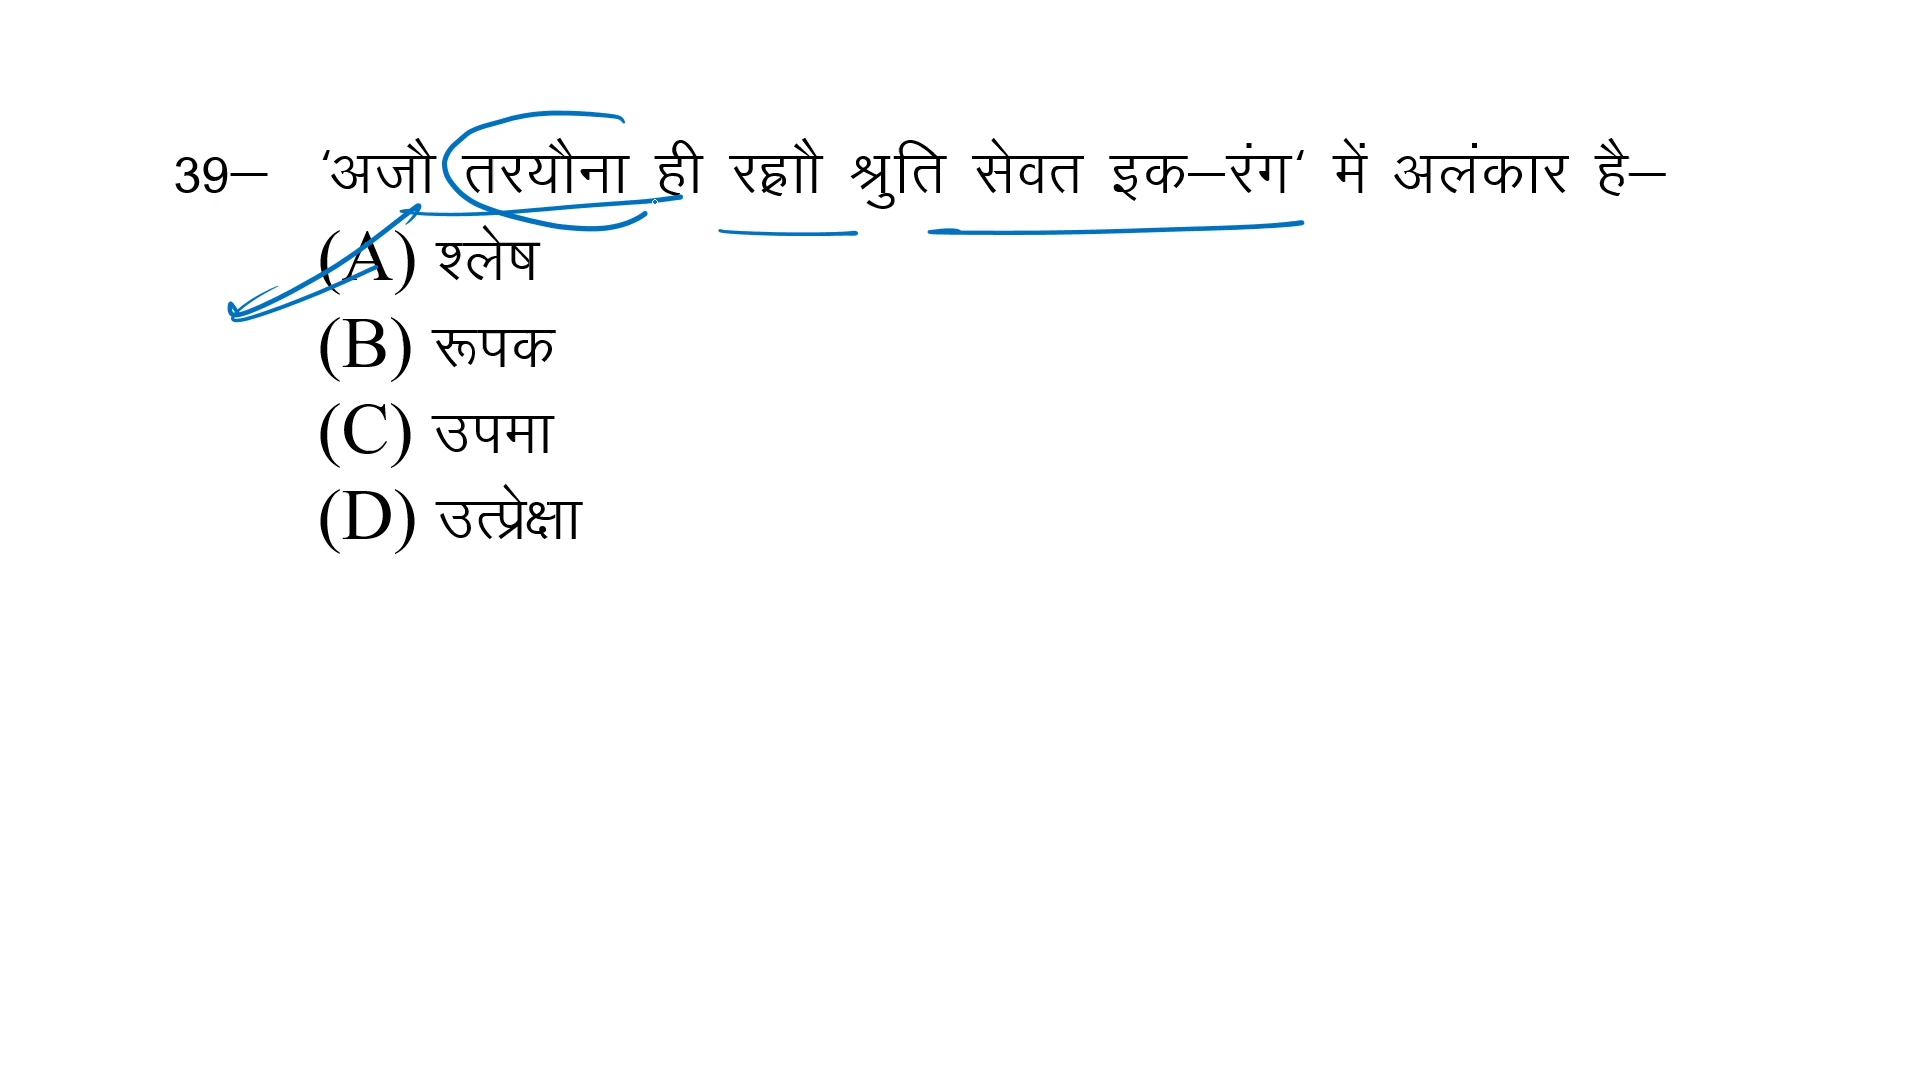 39– ‘अजौ तरयौना ही रह्राौ श्रुति सेवत इक–रंग‘ में अलंकार है–
(A) श्लेष
(B) रूपक
(C) उपमा
(D) उत्प्रेक्षा